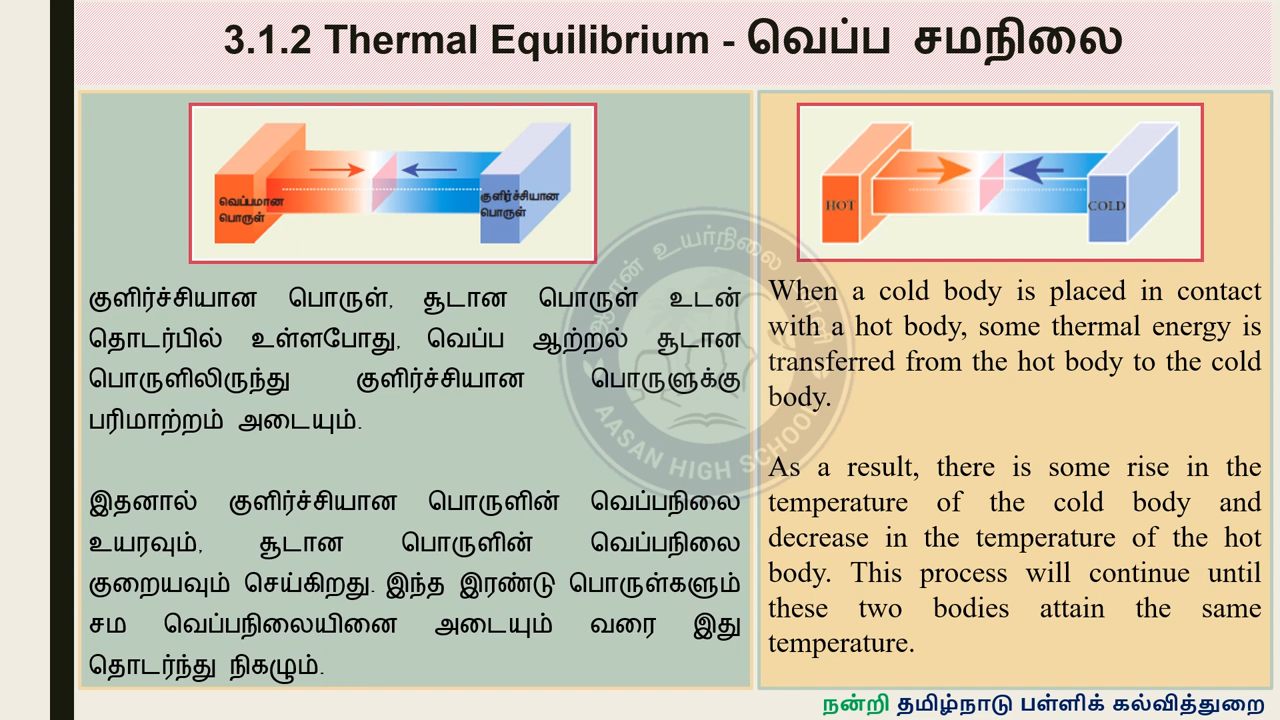 3.1.2 Thermal Equilibrium - வெப்ப சமநிலை
வெப்பமான
பொருள்
குளிர்ச்சியான
பொருள்
குளிர்ச்சியான பொருள், சூடான பொருள் உடன்
தொடர்பில் உள்ளபோது, வெப்ப ஆற்றல் சூடான
பொருளிலிருந்து குளிர்ச்சியான பொருளுக்கு
பரிமாற்றம் அடையும்.
இதனால் குளிர்ச்சியான பொருளின் வெப்பநிலை
உயரவும், சூடான பொருளின் வெப்பநிலை
குறையவும் செய்கிறது. இந்த இரண்டு பொருள்களும்
சம வெப்பநிலையினை அடையும் வரை இது
தொடர்ந்து நிகழும்.
HOT
COLD
When a cold body is placed in contact
with a hot body, some thermal energy is
transferred from the hot body to the cold
body.
As a result, there is some rise in the
temperature of the cold body and
decrease in the temperature of the hot
body. This process will continue until
these two bodies attain the same
temperature.
உயர்நிலை
AASAN HIGH SCHOOL
நன்றி தமிழ்நாடு பள்ளிக் கல்வித்துறை